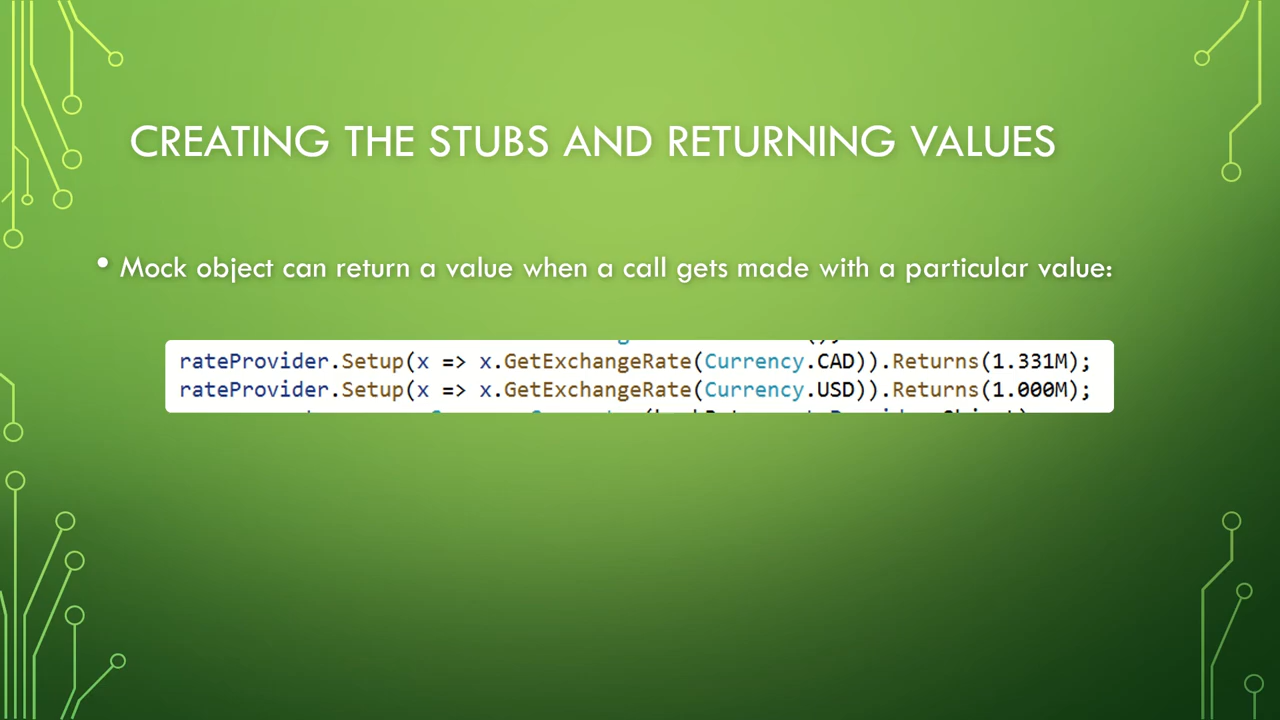 CREATING THE STUBS AND RETURNING VALUES
• Mock object can return a value when a call gets made with a particular value:
rateProvider.Setup(x => x.GetExchangeRate(Currency.CAD)).Returns(1.331M);
rateProvider.Setup(x => x.GetExchangeRate(Currency.USD)).Returns(1.000M);